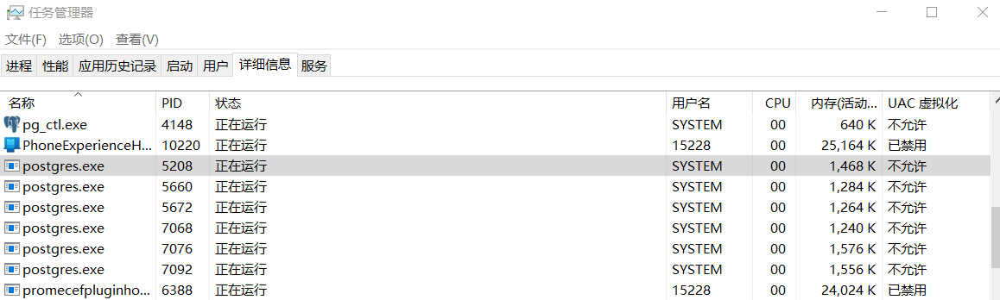 任务管理器
文件(F) 选项(O) 查看(V)
进程 性能 应用历史记录 启动 用户 详细信息 服务
名称 PID 状态 用户名 CPU 内存(活动... UAC 虚拟化
pg_ctl.exe 4148 正在运行 SYSTEM 00 640 K 不允许
PhoneExperienceH... 10220 正在运行 15228 00 25,164 K 已禁用
postgres.exe 5208 正在运行 SYSTEM 00 1,468 K 不允许
postgres.exe 5660 正在运行 SYSTEM 00 1,284 K 不允许
postgres.exe 5672 正在运行 SYSTEM 00 1,264 K 不允许
postgres.exe 7068 正在运行 SYSTEM 00 1,240 K 不允许
postgres.exe 7076 正在运行 SYSTEM 00 1,576 K 不允许
postgres.exe 7092 正在运行 SYSTEM 00 1,556 K 不允许
promecefpluginho... 6388 正在运行 15228 00 24,024 K 已禁用